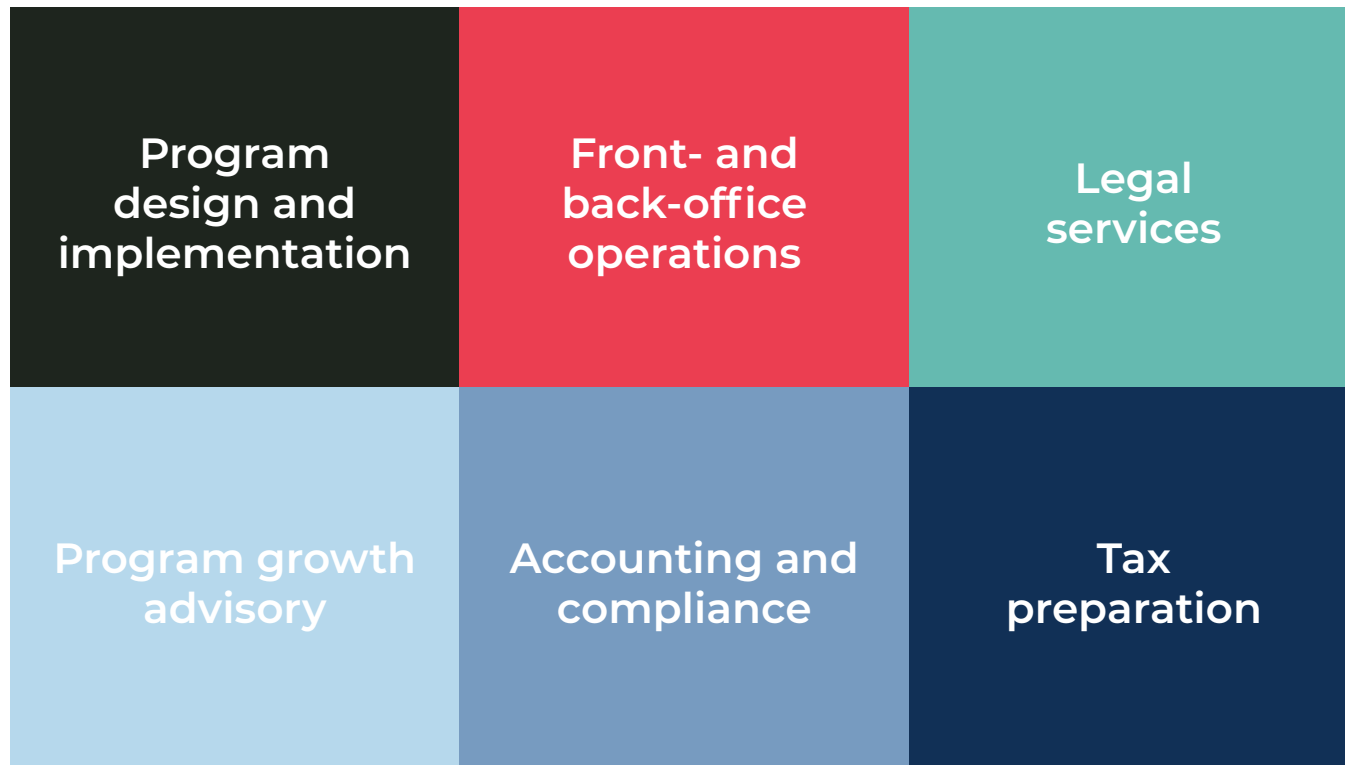 Program
design and
implementation
Front- and
back-office
operations
Legal
services
Program growth
advisory
Accounting and
compliance
Tax
preparation